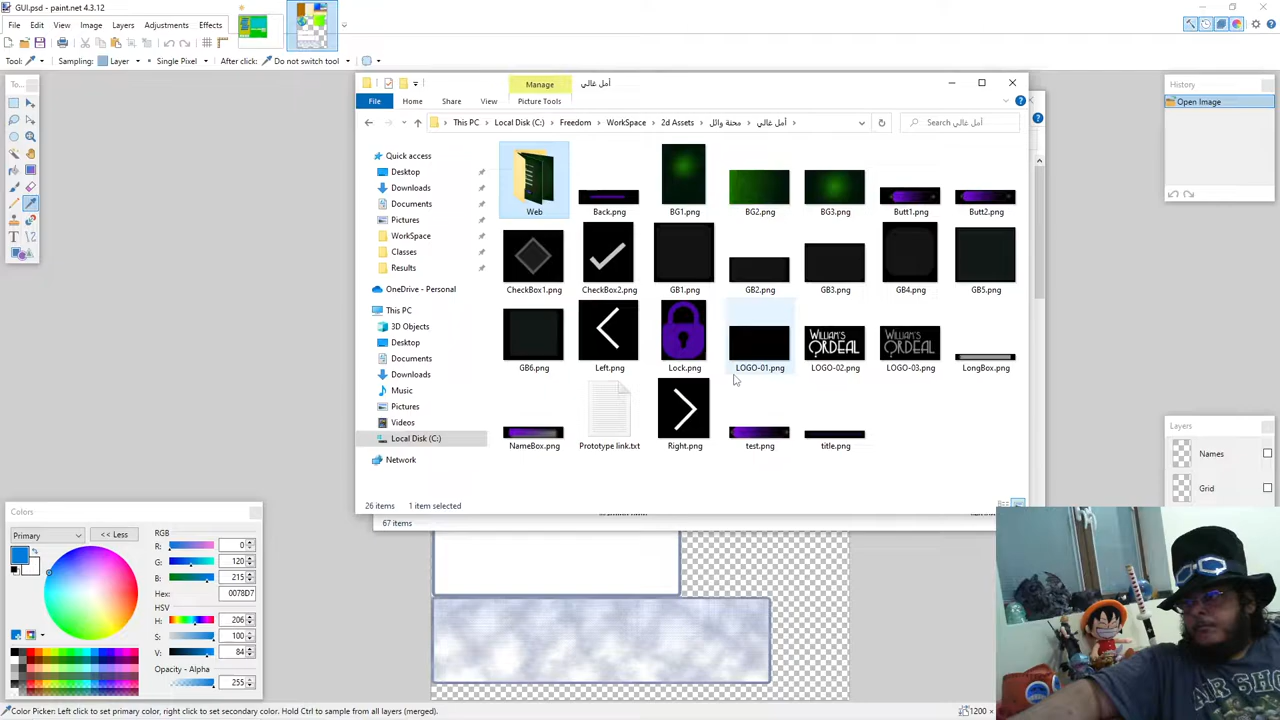 GUI.psd - paint.net 4.3.12
File Edit View Image Layers Adjustments Effects
Tool: Sampling: Layer Single Pixel After click: Do not switch tool
To...
Manage أمل غالي
File Home Share View Picture Tools
This PC Local Disk (C:) Freedom WorkSpace 2d Assets محنة وائل أمل غالي
Search أمل غالي
Quick access
Desktop
Downloads
Documents
Pictures
WorkSpace
Classes
Results
OneDrive - Personal
This PC
3D Objects
Desktop
Documents
Downloads
Music
Pictures
Videos
Local Disk (C:)
Network
Web Back.png BG1.png BG2.png BG3.png Butt1.png Butt2.png
CheckBox1.png CheckBox2.png GB1.png GB2.png GB3.png GB4.png GB5.png
WILLIAM'S ORDEAL WILLIAM'S ORDEAL
GB6.png Left.png Lock.png LOGO-01.png LOGO-02.png LOGO-03.png LongBox.png
NameBox.png Prototype link.txt Right.png test.png title.png
26 items 1 item selected
67 items
History
Open Image
Layers
Names
Grid
Colors
Primary
<< Less
RGB
R: 0
G: 120
B: 215
Hex: 0078D7
HSV
H: 206
S: 100
V: 84
Opacity - Alpha
255
AIR SHO
Color Picker: Left click to set primary color, right click to set secondary color. Hold Ctrl to sample from all layers (merged).
1200 ×